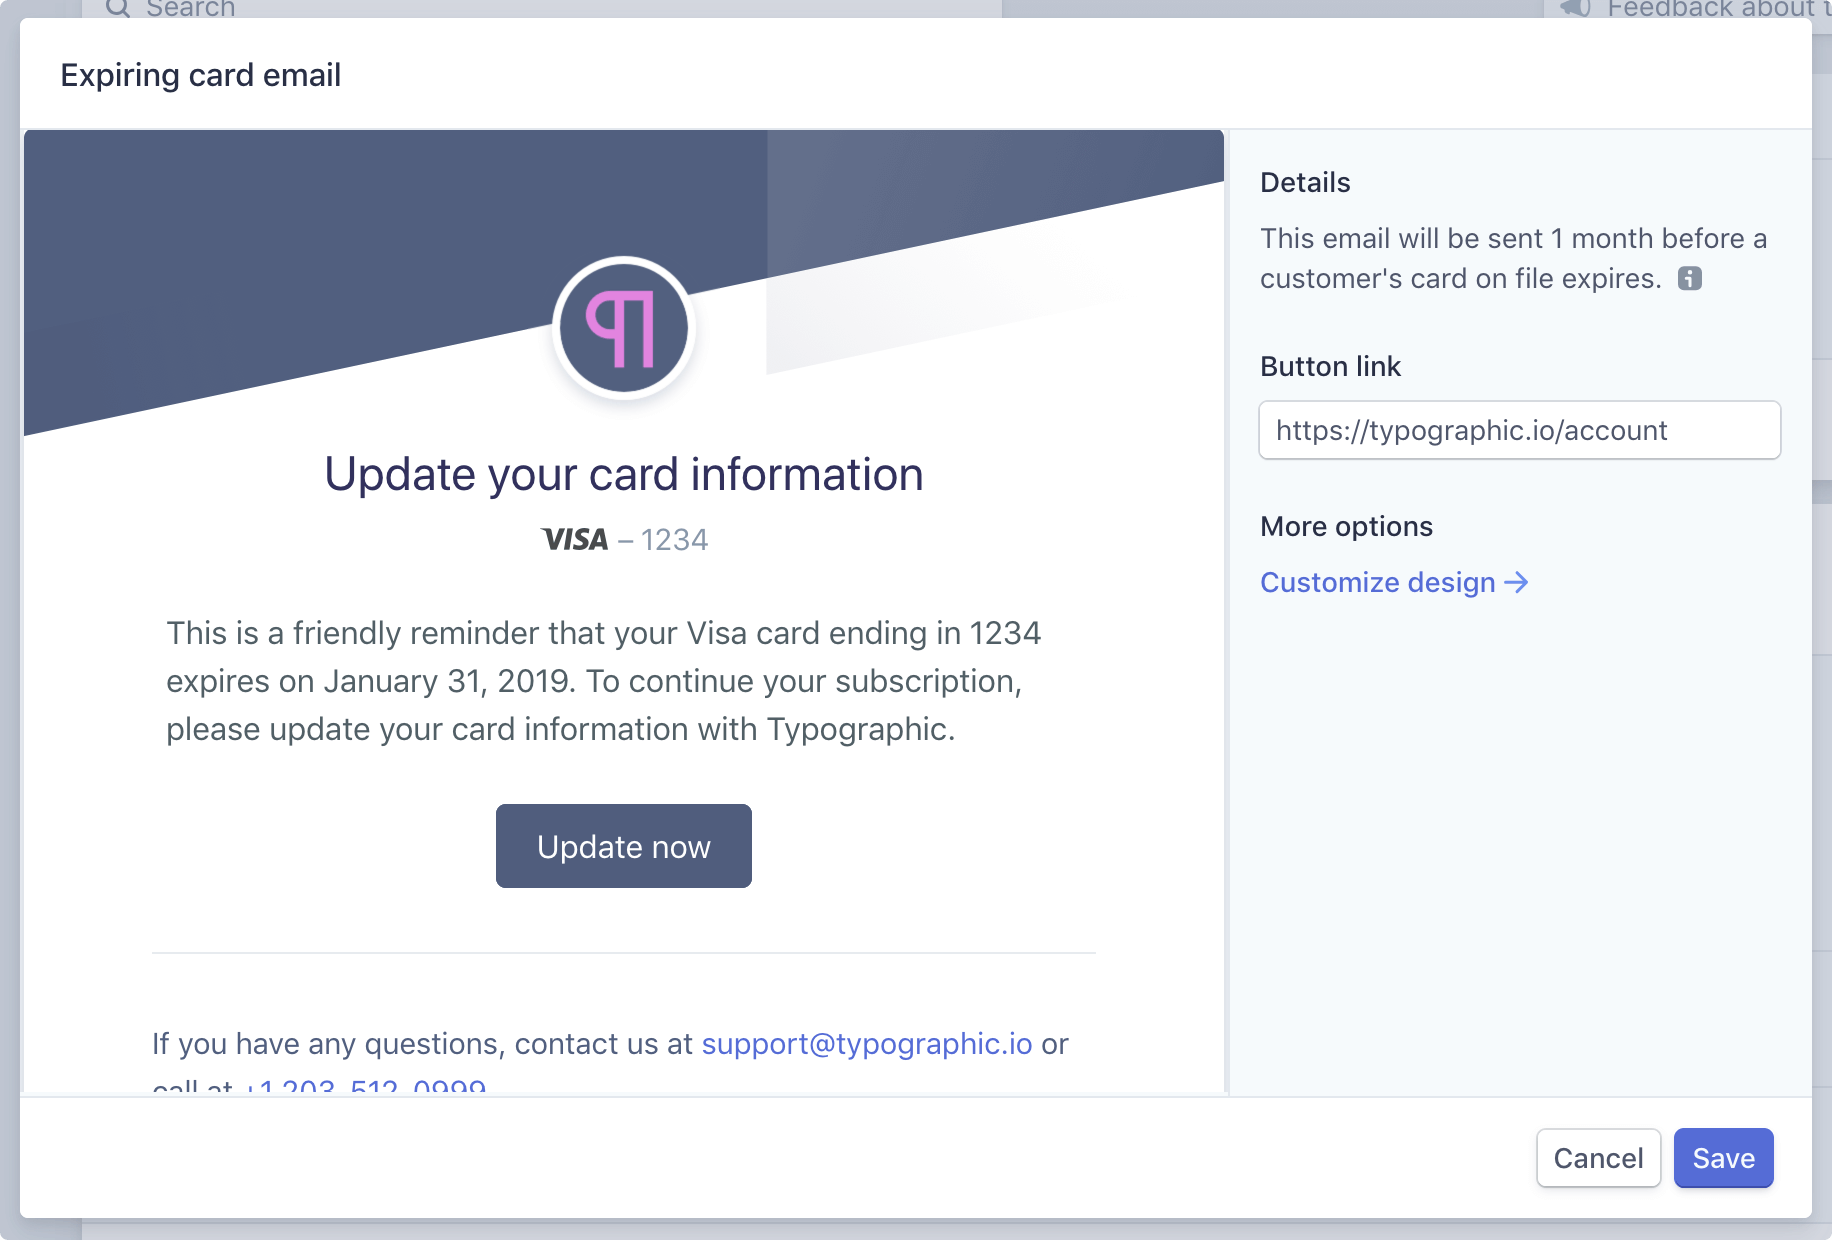 Search
Feedback about t
Expiring card email
Update your card information
VISA – 1234
This is a friendly reminder that your Visa card ending in 1234
expires on January 31, 2019. To continue your subscription,
please update your card information with Typographic.
Update now
If you have any questions, contact us at support@typographic.io or
call at +1 203-512-0999
Details
This email will be sent 1 month before a
customer's card on file expires.
Button link
https://typographic.io/account
More options
Customize design →
Cancel
Save